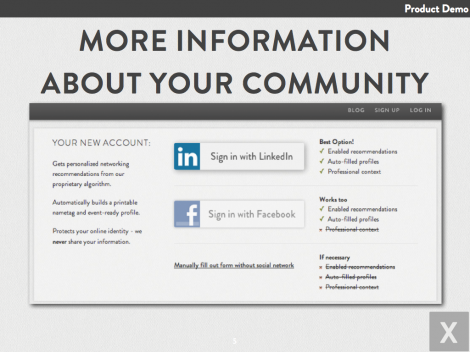 Product Demo
MORE INFORMATION
ABOUT YOUR COMMUNITY
BLOG SIGN UP LOG IN
YOUR NEW ACCOUNT:
Gets personalized networking
recommendations from our
proprietary algorithm.
Automatically builds a printable
nametag and event-ready profile.
Protects your online identity - we
never share your information.
in Sign in with LinkedIn
f Sign in with Facebook
Manually fill out form without social network
Best Option!
✓ Enabled recommendations
✓ Auto-filled profiles
✓ Professional context
Works too
✓ Enabled recommendations
✓ Auto-filled profiles
× Professional context
If necessary
× Enabled recommendations
× Auto-filled profiles
× Professional context
3
X